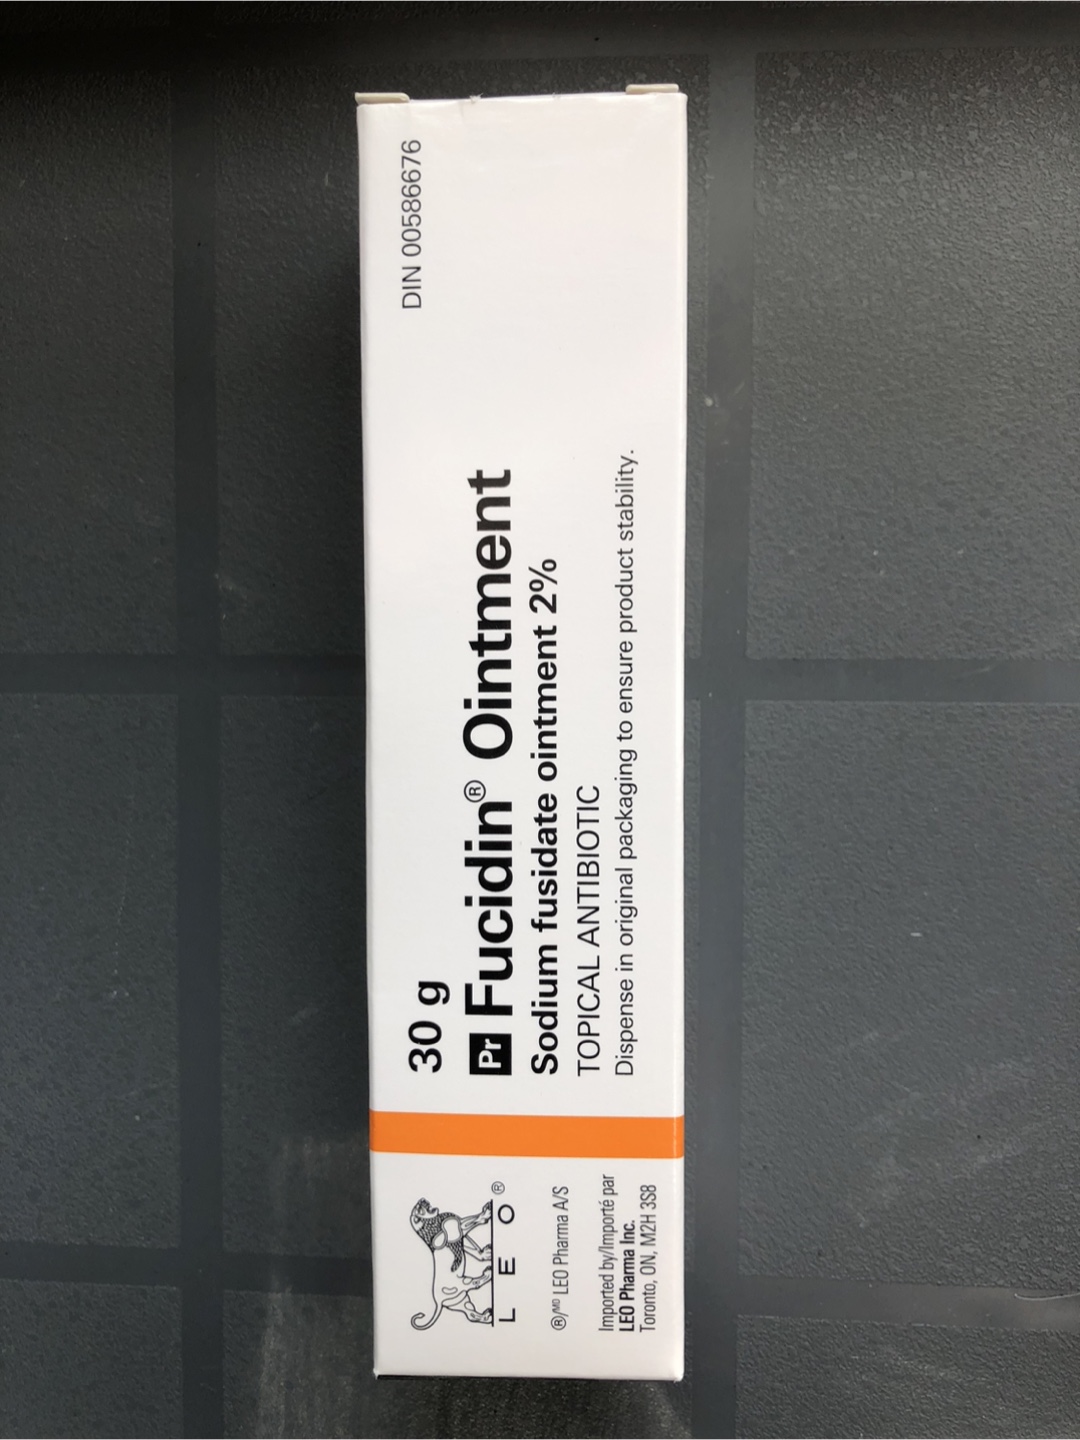 DIN 00586676
30 g
Pr Fucidin® Ointment
Sodium fusidate ointment 2%
TOPICAL ANTIBIOTIC
Dispense in original packaging to ensure product stability.
L E O®
®/MD LEO Pharma A/S
Imported by/Importé par
LEO Pharma Inc.
Toronto, ON, M2H 3S8